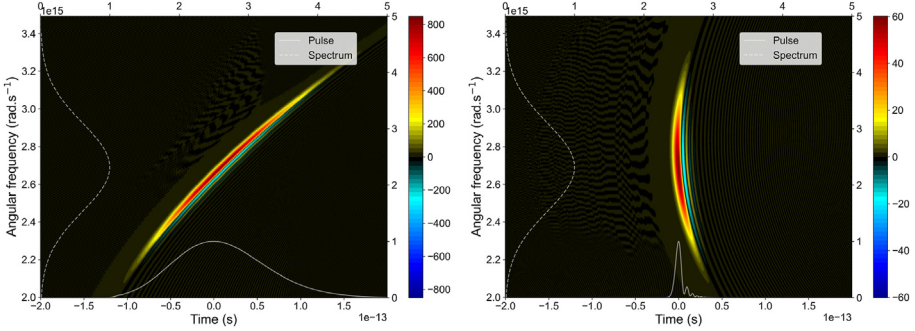 0 1 2 3 4 5
1e15
3.4
3.2
3.0
2.8
2.6
2.4
2.2
2.0
Angular frequency (rad.s⁻¹)
Pulse
Spectrum
5
4
3
2
1
0
−2.0 −1.5 −1.0 −0.5 0.0 0.5 1.0 1.5 2.0
Time (s)
1e−13
800
600
400
200
0
−200
−400
−600
−800
0 1 2 3 4 5
1e15
3.4
3.2
3.0
2.8
2.6
2.4
2.2
2.0
Angular frequency (rad.s⁻¹)
Pulse
Spectrum
5
4
3
2
1
0
−2.0 −1.5 −1.0 −0.5 0.0 0.5 1.0 1.5 2.0
Time (s)
1e−13
60
40
20
0
−20
−40
−60